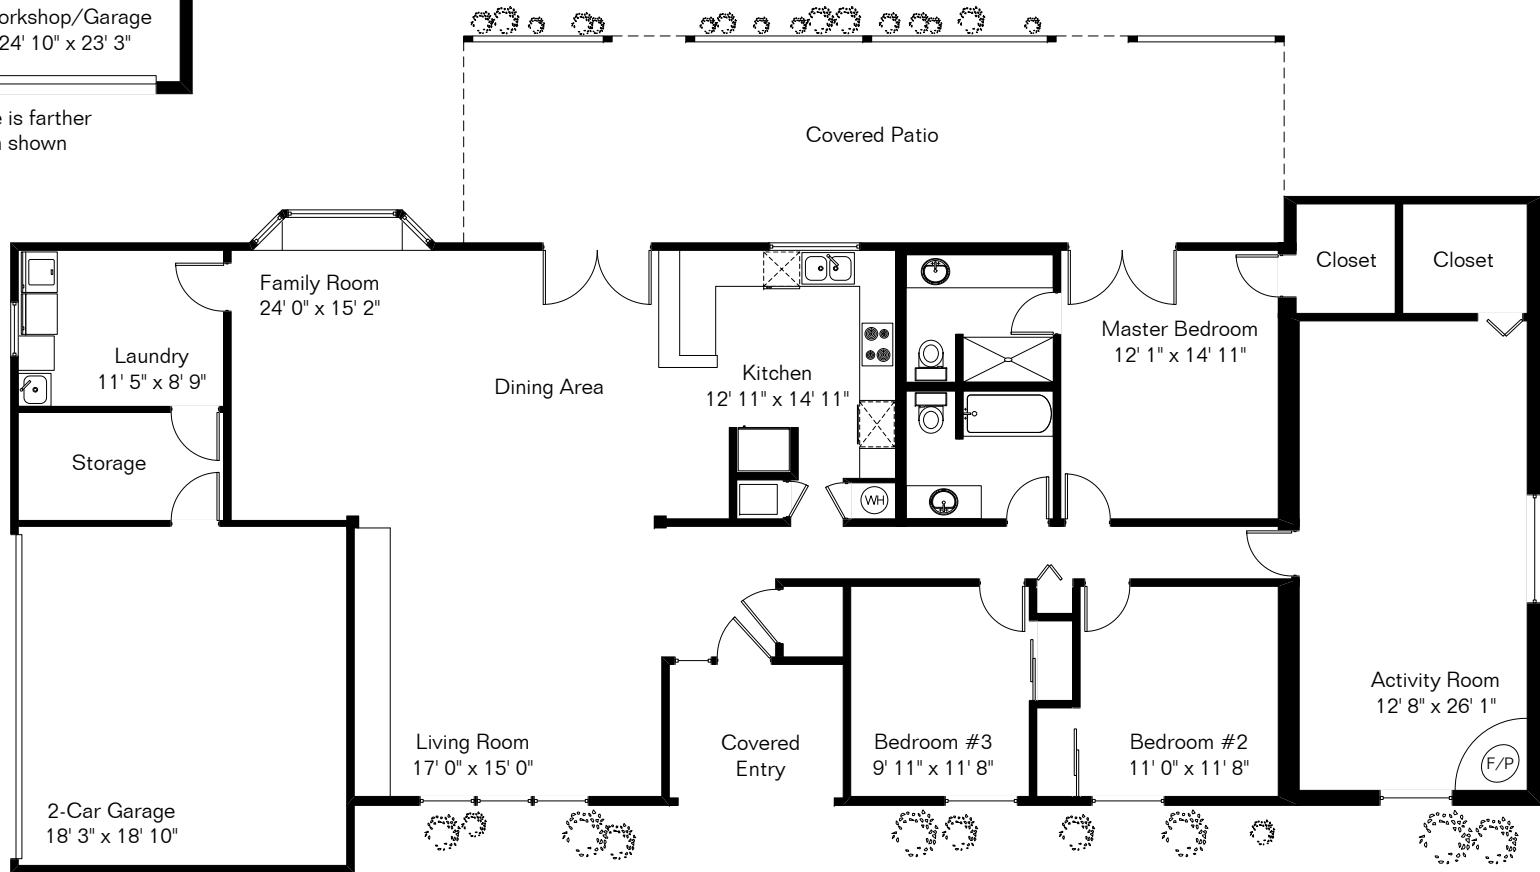 orkshop/Garage
24' 10" x 23' 3"
e is farther
n shown
Covered Patio
Closet
Closet
Family Room
24' 0" x 15' 2"
Master Bedroom
12' 1" x 14' 11"
Laundry
11' 5" x 8' 9"
Kitchen
12' 11" x 14' 11"
Dining Area
Storage
WH
Activity Room
12' 8" x 26' 1"
Living Room
17' 0" x 15' 0"
Covered
Entry
Bedroom #3
9' 11" x 11' 8"
Bedroom #2
11' 0" x 11' 8"
F/P
2-Car Garage
18' 3" x 18' 10"